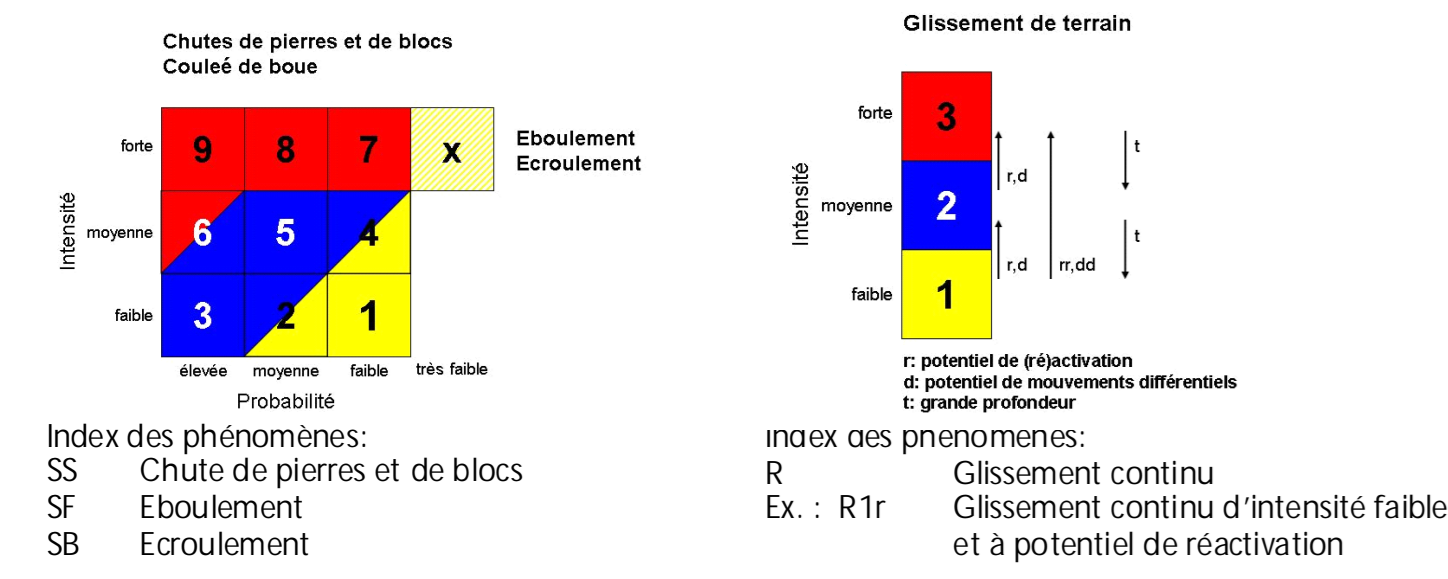 Chutes de pierres et de blocs
Couleé de boue
Intensité
forte
9 8 7 x
Eboulement
Ecroulement
moyenne
6 5 4
faible
3 2 1
élevée moyenne faible très faible
Probabilité
Index des phénomènes:
SS Chute de pierres et de blocs
SF Eboulement
SB Ecroulement
Glissement de terrain
Intensité
forte
3
moyenne
2
faible
1
r,d
r,d
rr,dd
t
t
r: potentiel de (ré)activation
d: potentiel de mouvements différentiels
t: grande profondeur
Index des phénomènes:
R Glissement continu
Ex. : R1r Glissement continu d'intensité faible
et à potentiel de réactivation